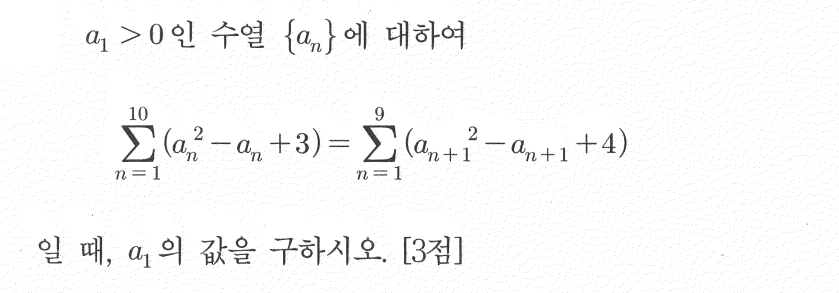 a₁ > 0인 수열 {aₙ}에 대하여
∑_{n=1}^{10} (aₙ² − aₙ + 3) = ∑_{n=1}^{9} (aₙ₊₁² − aₙ₊₁ + 4)
일 때, a₁의 값을 구하시오. [3점]